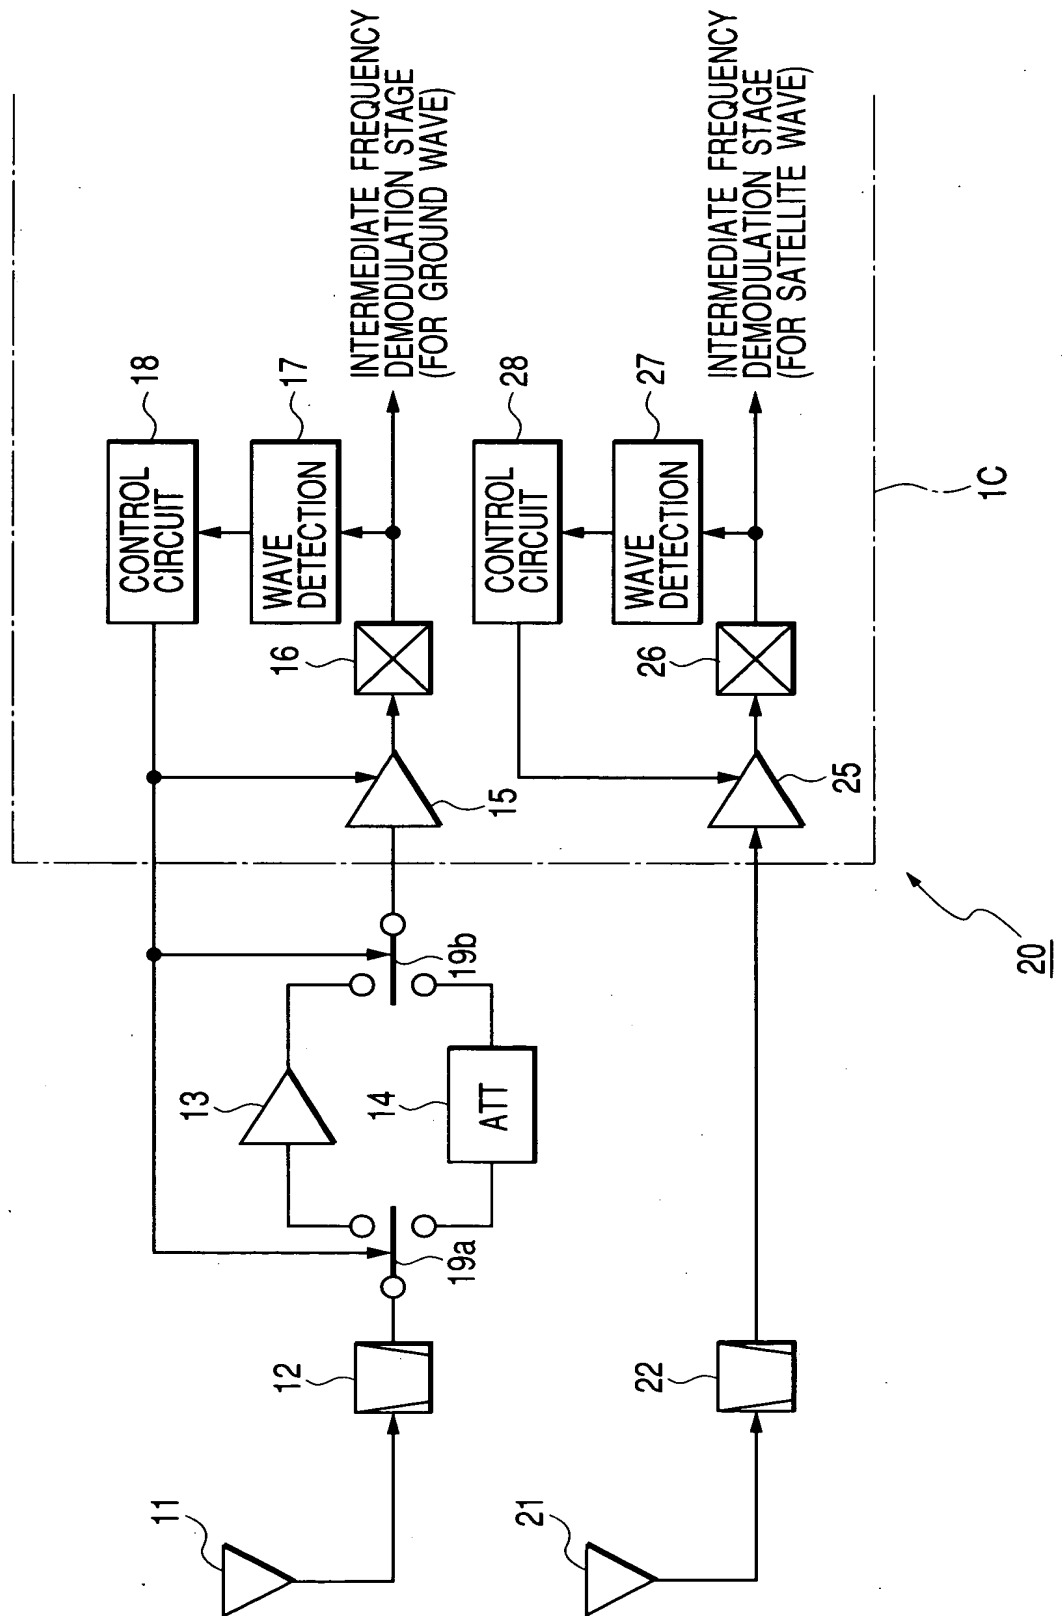 11
12
13
14
ATT
19a
19b
15
16
WAVE
DETECTION
17
CONTROL
CIRCUIT
18
INTERMEDIATE FREQUENCY
DEMODULATION STAGE
(FOR GROUND WAVE)
21
22
25
26
WAVE
DETECTION
27
CONTROL
CIRCUIT
28
INTERMEDIATE FREQUENCY
DEMODULATION STAGE
(FOR SATELLITE WAVE)
1C
20